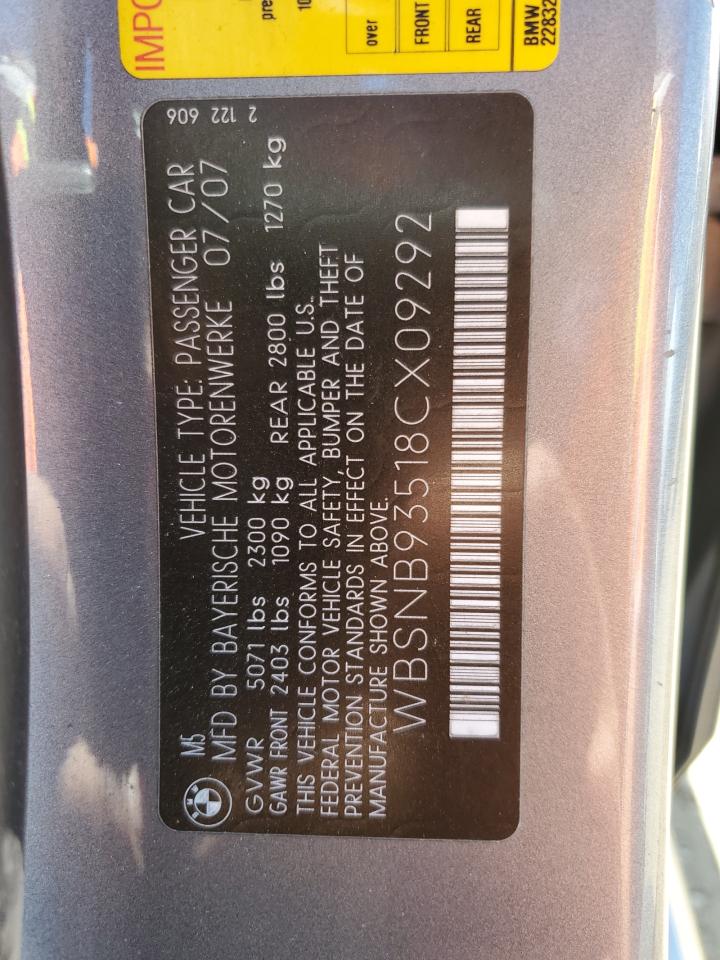 IMPO
pre
10
over
FRONT
REAR
BMW
22832
2 122 606
M5 VEHICLE TYPE: PASSENGER CAR
MFD BY BAYERISCHE MOTORENWERKE 07/07
GVWR 5071 lbs 2300 kg
GAWR FRONT 2403 lbs 1090 kg REAR 2800 lbs 1270 kg
THIS VEHICLE CONFORMS TO ALL APPLICABLE U.S.
FEDERAL MOTOR VEHICLE SAFETY, BUMPER AND THEFT
PREVENTION STANDARDS IN EFFECT ON THE DATE OF
MANUFACTURE SHOWN ABOVE.
WBSNB93518CX09292